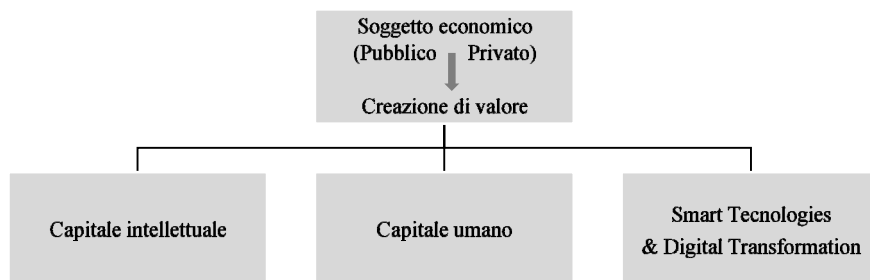 Soggetto economico
(Pubblico Privato)
Creazione di valore
Capitale intellettuale
Capitale umano
Smart Tecnologies
& Digital Transformation